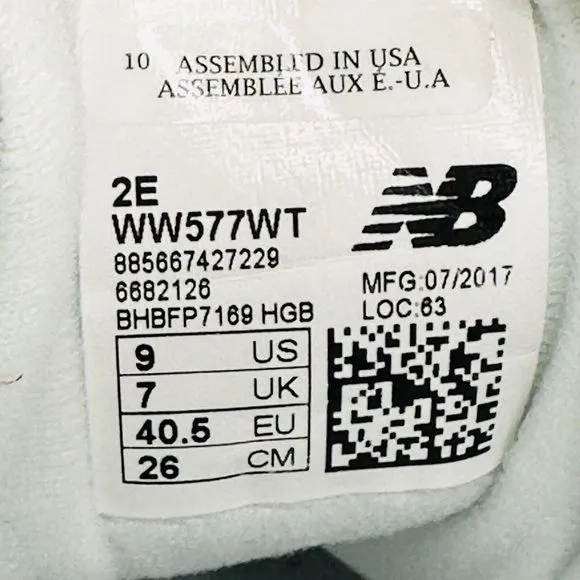 10 ASSEMBLED IN USA
ASSEMBLÉE AUX É.-U.A
2E
WW577WT
885667427229
6682126
BHBFP7169 HGB
NB
MFG:07/2017
LOC:63
9 US
7 UK
40.5 EU
26 CM